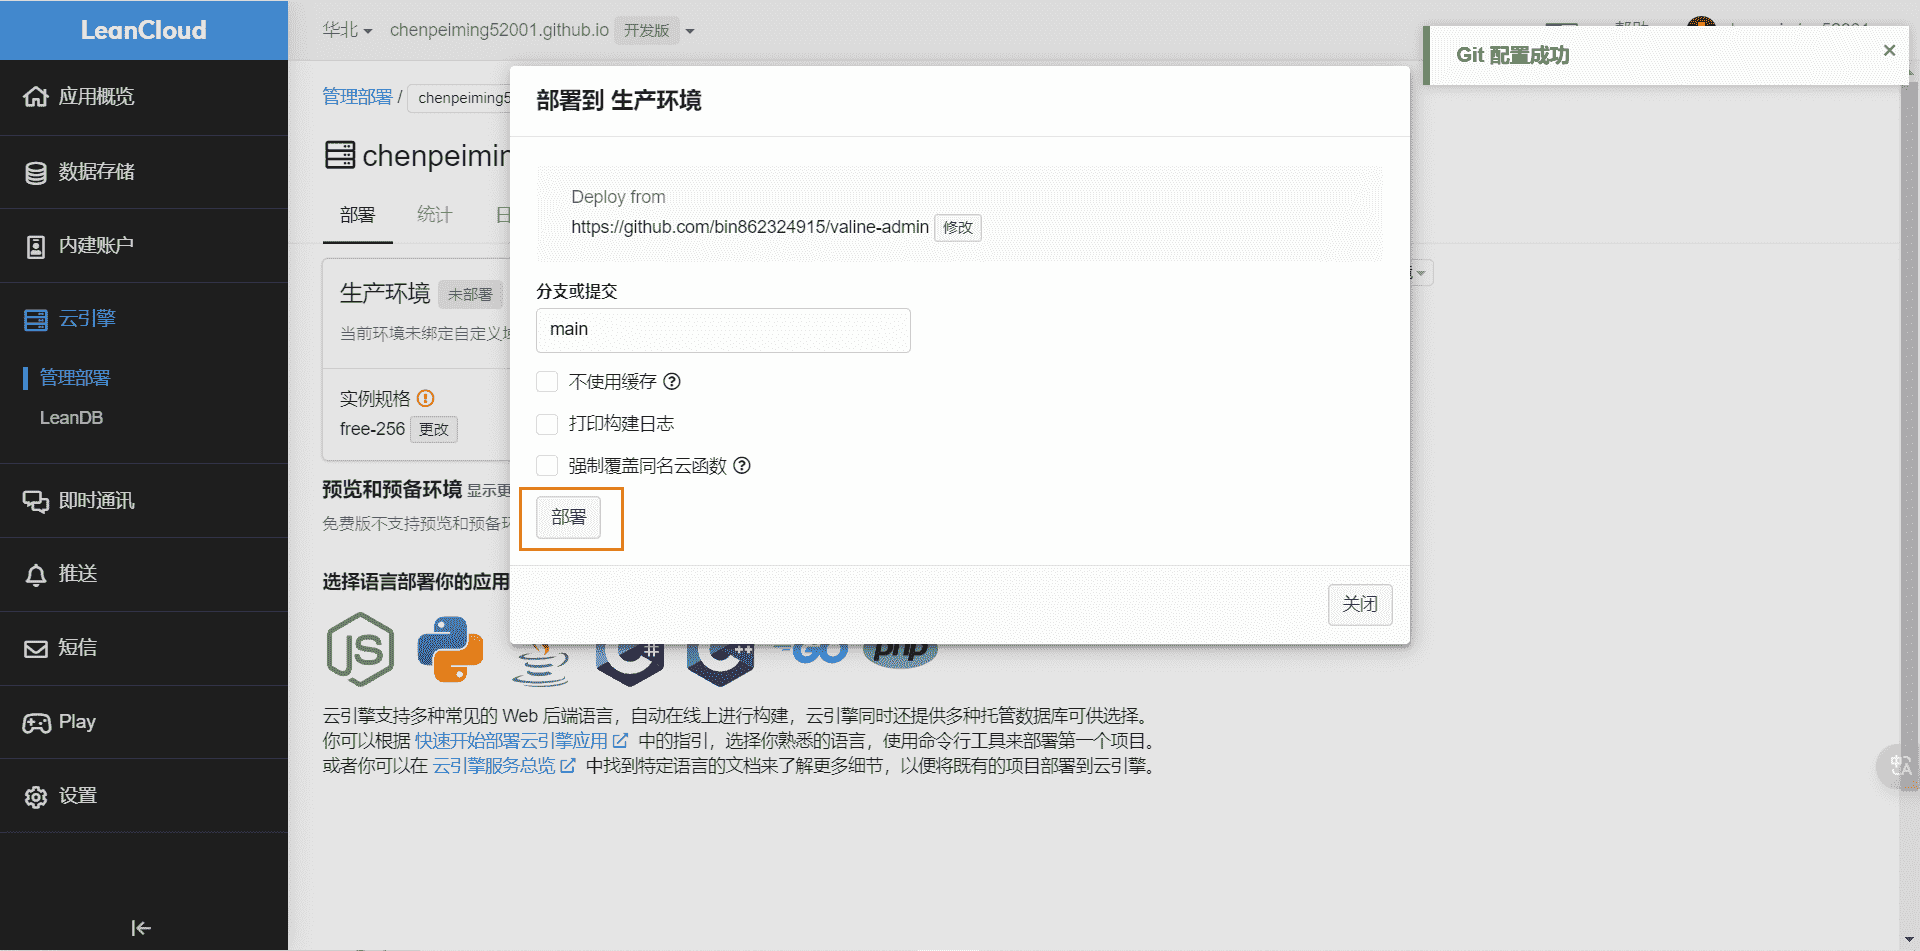 LeanCloud
应用概览
数据存储
内建账户
云引擎
管理部署
LeanDB
即时通讯
推送
短信
Play
设置
华北 chenpeiming52001.github.io 开发版
Git 配置成功
管理部署 / chenpeiming5
chenpeimin
部署 统计
生产环境 未部署
当前环境未绑定自定义
实例规格
free-256 更改
预览和预备环境 显示更
免费版不支持预览和预备环
选择语言部署你的应用
部署到 生产环境
Deploy from
https://github.com/bin862324915/valine-admin 修改
分支或提交
main
不使用缓存
打印构建日志
强制覆盖同名云函数
部署
关闭
JS
C#
C++
GO
php
云引擎支持多种常见的 Web 后端语言，自动在线上进行构建，云引擎同时还提供多种托管数据库可供选择。
你可以根据 快速开始部署云引擎应用 中的指引，选择你熟悉的语言，使用命令行工具来部署第一个项目。
或者你可以在 云引擎服务总览 中找到特定语言的文档来了解更多细节，以便将既有的项目部署到云引擎。